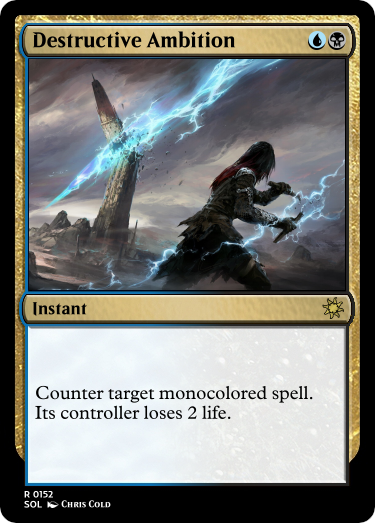 Destructive Ambition
Instant
Counter target monocolored spell.
Its controller loses 2 life.
R 0152
SOL Chris Cold